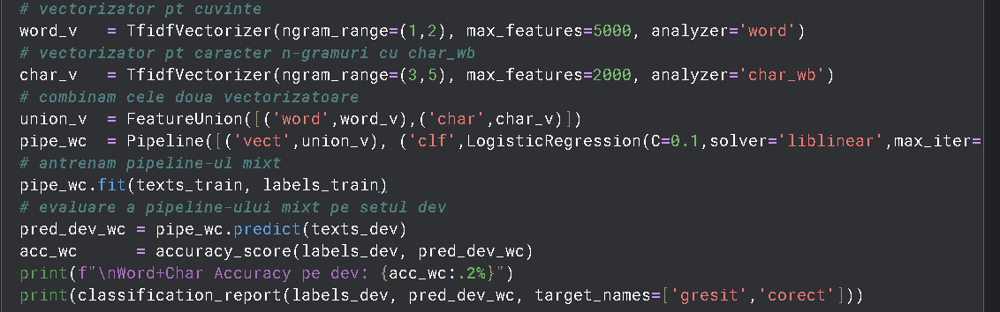 # vectorizator pt cuvinte
word_v   = TfidfVectorizer(ngram_range=(1,2), max_features=5000, analyzer='word')
# vectorizator pt caracter n-gramuri cu char_wb
char_v   = TfidfVectorizer(ngram_range=(3,5), max_features=2000, analyzer='char_wb')
# combinam cele doua vectorizatoare
union_v  = FeatureUnion([('word',word_v),('char',char_v)])
pipe_wc  = Pipeline([('vect',union_v), ('clf',LogisticRegression(C=0.1,solver='liblinear',max_iter=
# antrenam pipeline-ul mixt
pipe_wc.fit(texts_train, labels_train)
# evaluare a pipeline-ului mixt pe setul dev
pred_dev_wc = pipe_wc.predict(texts_dev)
acc_wc      = accuracy_score(labels_dev, pred_dev_wc)
print(f"\nWord+Char Accuracy pe dev: {acc_wc:.2%}")
print(classification_report(labels_dev, pred_dev_wc, target_names=['gresit','corect']))